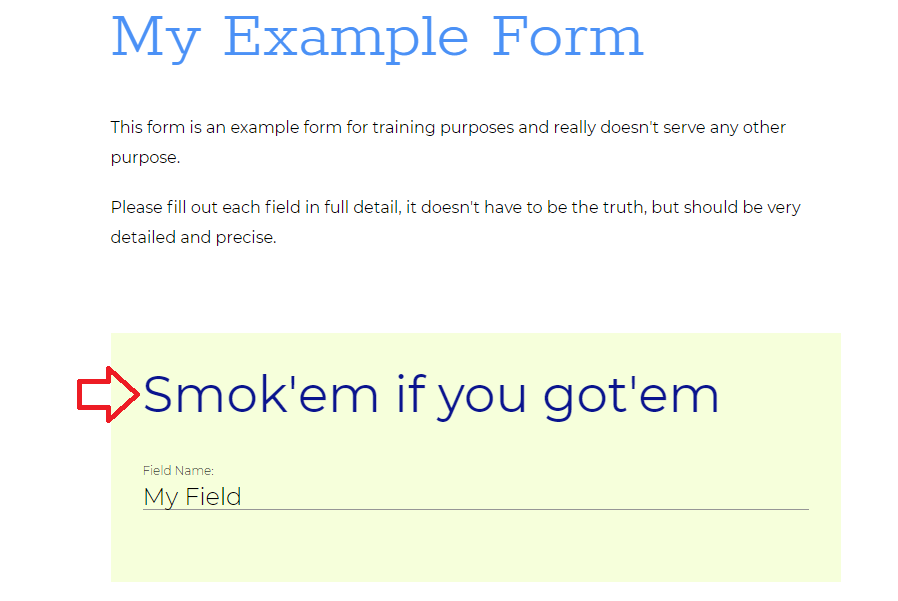 My Example Form
This form is an example form for training purposes and really doesn't serve any other
purpose.
Please fill out each field in full detail, it doesn't have to be the truth, but should be very
detailed and precise.
Smok'em if you got'em
Field Name:
My Field